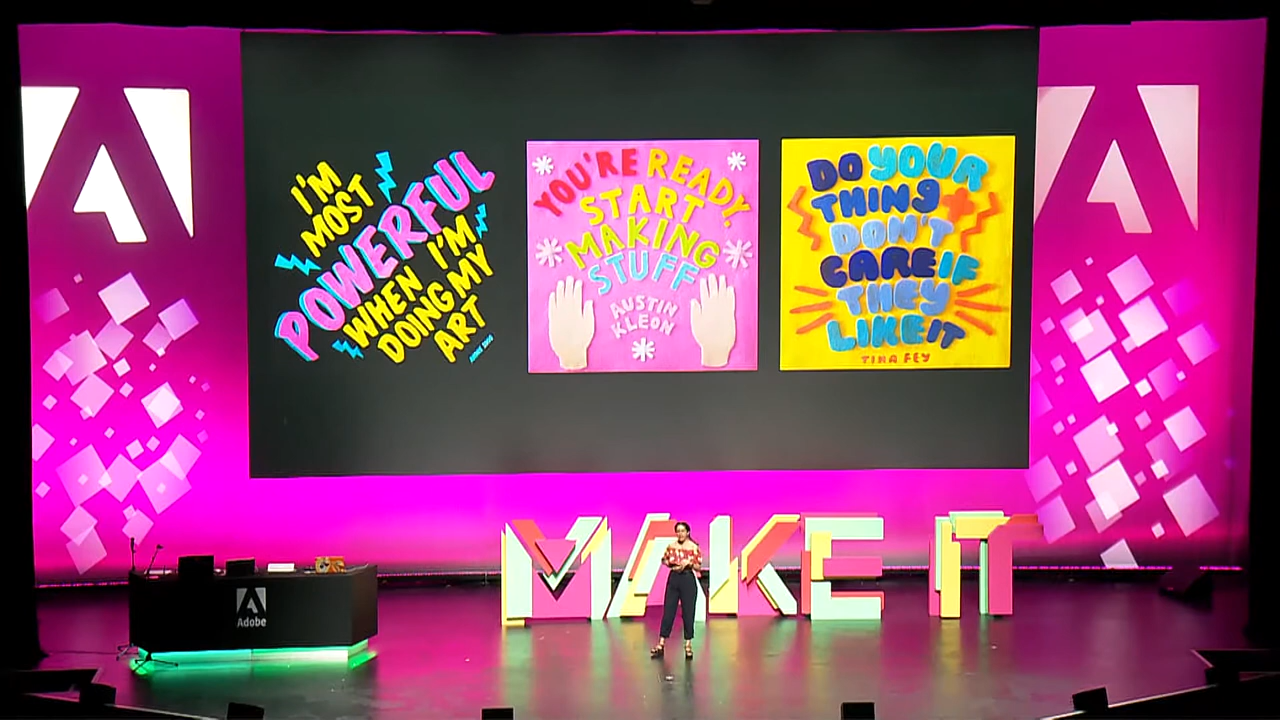 I'M
MOST
POWERFUL
WHEN I'M
DOING MY
ART
YOU'RE READY.
START
MAKING
STUFF
AUSTIN
KLEON
DO YOUR
THING +
DON'T
CARE IF
THEY
LIKE IT
TINA FEY
MAKE IT
Adobe